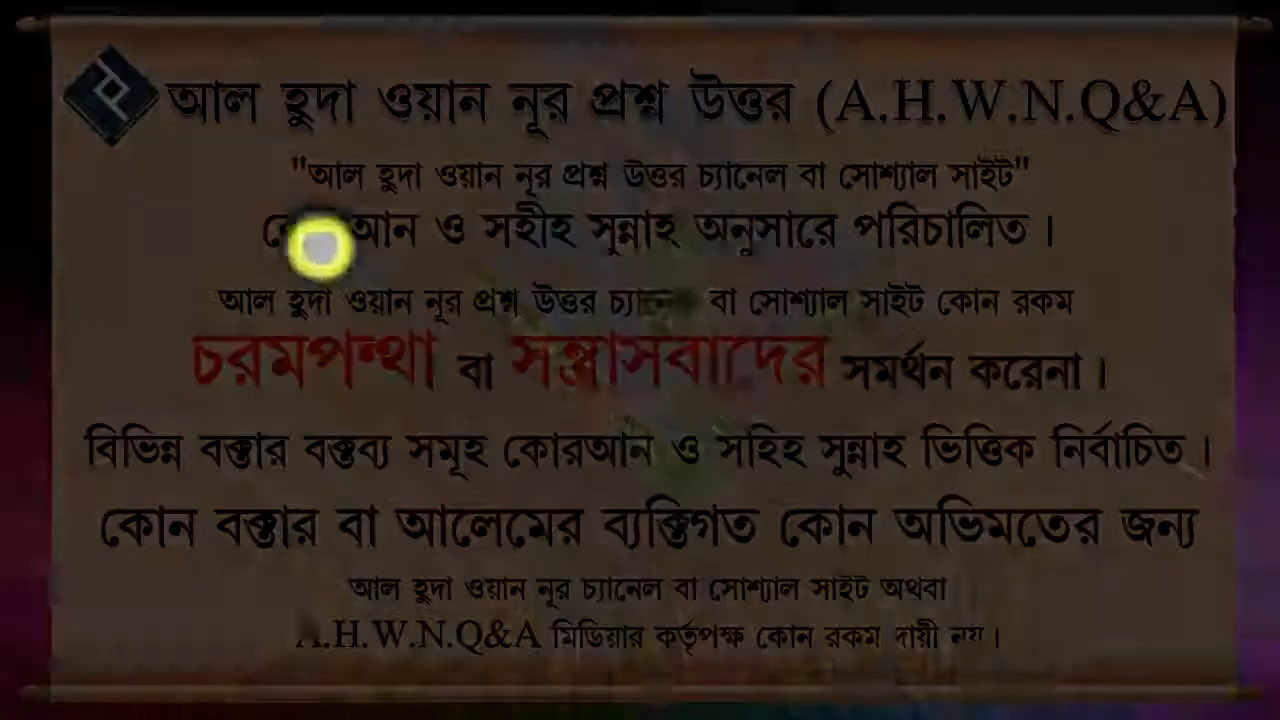 আল হুদা ওয়ান নূর প্রশ্ন উত্তর (A.H.W.N.Q&A)
"আল হুদা ওয়ান নূর প্রশ্ন উত্তর চ্যানেল বা সোশ্যাল সাইট"
ও সহীহ সুন্নাহ অনুসারে পরিচালিত।
আল হুদা ওয়ান নূর প্রশ্ন উত্তর চ্যানেল বা সোশ্যাল সাইট কোন রকম
চরমপন্থা বা সন্ত্রাসবাদের সমর্থন করেনা।
বিভিন্ন বক্তার বক্তব্য সমূহ কোরআন ও সহিহ সুন্নাহ ভিত্তিক নির্বাচিত।
কোন বক্তার বা আলেমের ব্যক্তিগত কোন অভিমতের জন্য
আল হুদা ওয়ান নূর চ্যানেল বা সোশ্যাল সাইট অথবা
A.H.W.N.Q&A মিডিয়ার কর্তৃপক্ষ কোন রকম দায়ী নয়।